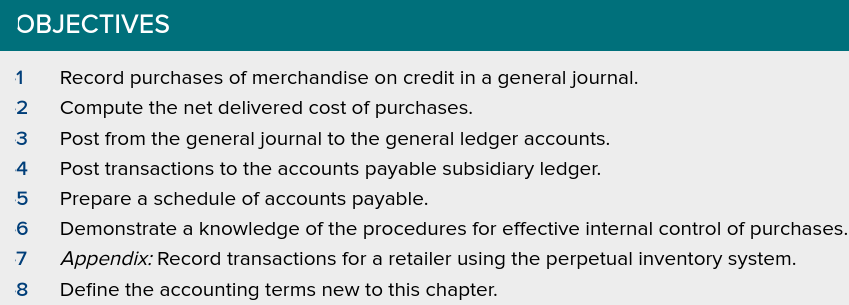 OBJECTIVES
1 Record purchases of merchandise on credit in a general journal.
2 Compute the net delivered cost of purchases.
3 Post from the general journal to the general ledger accounts.
4 Post transactions to the accounts payable subsidiary ledger.
5 Prepare a schedule of accounts payable.
6 Demonstrate a knowledge of the procedures for effective internal control of purchases.
7 Appendix: Record transactions for a retailer using the perpetual inventory system.
8 Define the accounting terms new to this chapter.